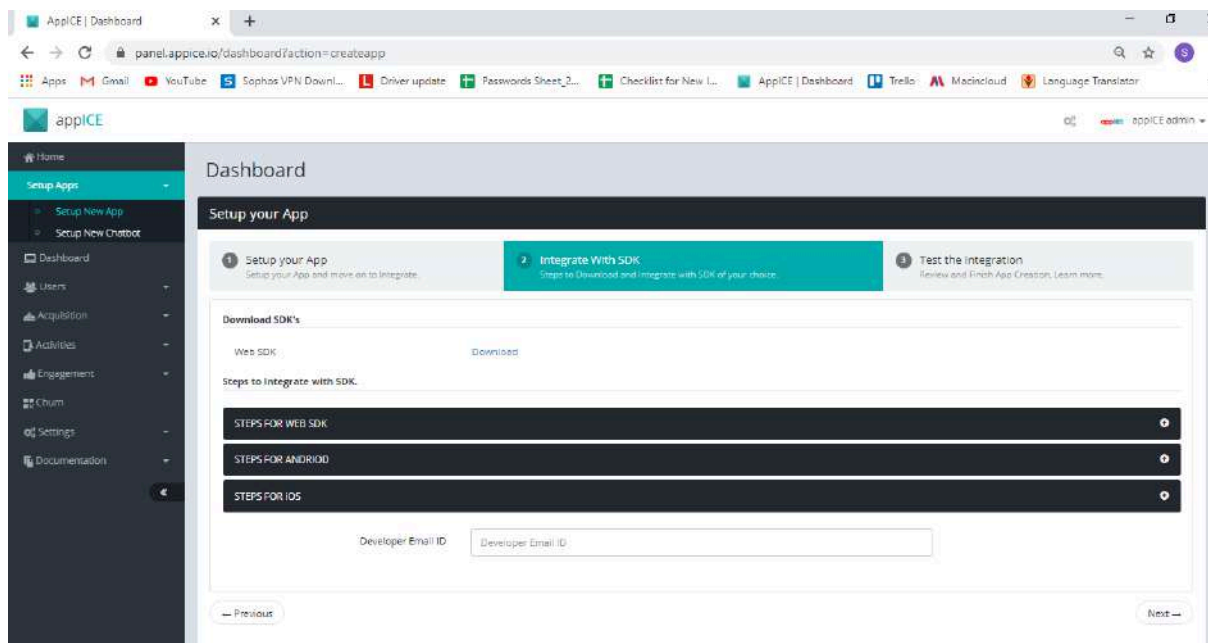 AppICE | Dashboard
panel.appice.io/dashboard?action=createapp
S
Apps Gmail YouTube Sophos VPN Downl... Driver update Passwords Sheet_2... Checklist for New I... AppICE | Dashboard Trello Macincloud Language Translator
appICE
appICE admin
Home
Setup Apps
Setup New App
Setup New Chatbot
Dashboard
Users
Acquisition
Activities
Engagement
Churn
Settings
Documentation
Dashboard
Setup your App
1 Setup your App
Setup your App and move on to Integrate.
2 Integrate With SDK
Steps to Download and Integrate with SDK of your choice.
3 Test the Integration
Review and Finish App Creation, Learn more.
Download SDK's
Web SDK Download
Steps to Integrate with SDK.
STEPS FOR WEB SDK
STEPS FOR ANDRIOD
STEPS FOR IOS
Developer Email ID Developer Email ID
← Previous Next →